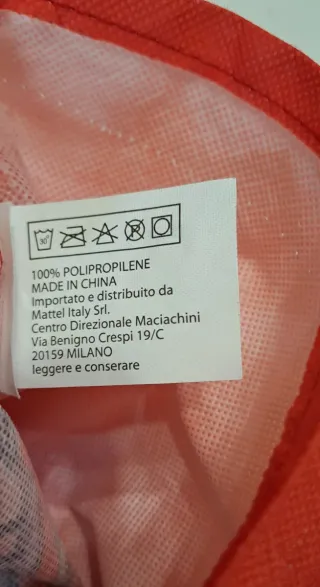 30°
P
100% POLIPROPILENE
MADE IN CHINA
Importato e distribuito da
Mattel Italy Srl.
Centro Direzionale Maciachini
Via Benigno Crespi 19/C
20159 MILANO
leggere e conservare